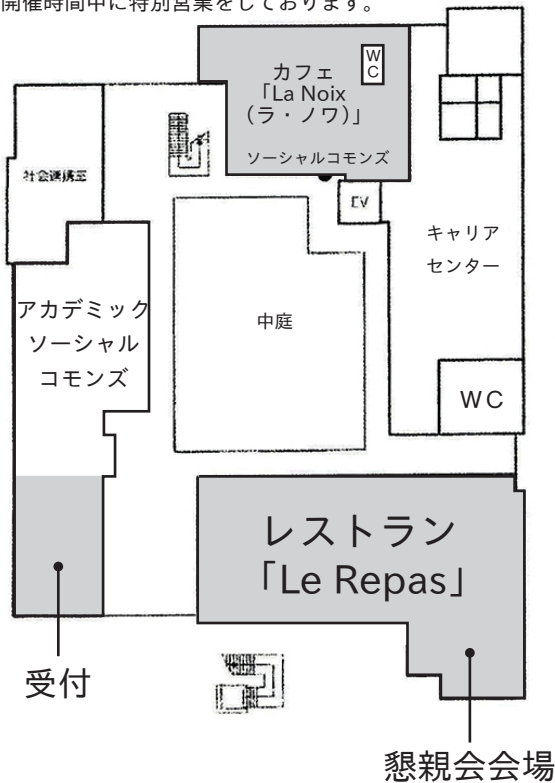 開催時間中に特別営業をしております。
カフェ
「La Noix
(ラ・ノワ)」
WC
ソーシャルコモンズ
社会連携室
EV
キャリア
センター
アカデミック
ソーシャル
コモンズ
中庭
WC
レストラン
「Le Repas」
受付
懇親会会場